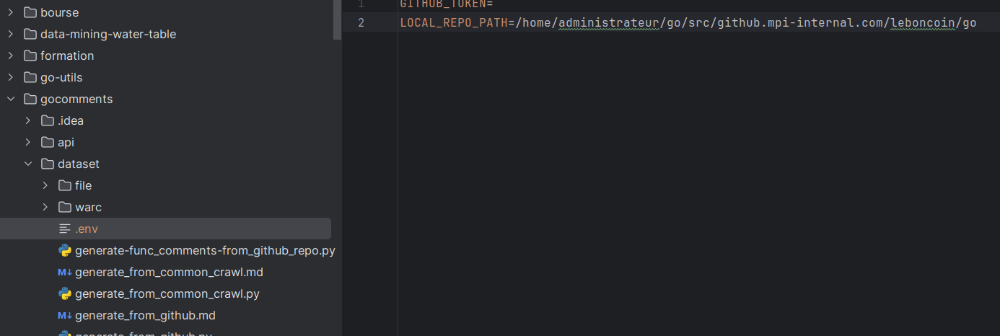 bourse
data-mining-water-table
formation
go-utils
gocomments
.idea
api
dataset
file
warc
.env
generate-func_comments-from_github_repo.py
M↓ generate_from_common_crawl.md
generate_from_common_crawl.py
M↓ generate_from_github.md
generate_from_github.py
1 GITHUB_TOKEN=
2 LOCAL_REPO_PATH=/home/administrateur/go/src/github.mpi-internal.com/leboncoin/go